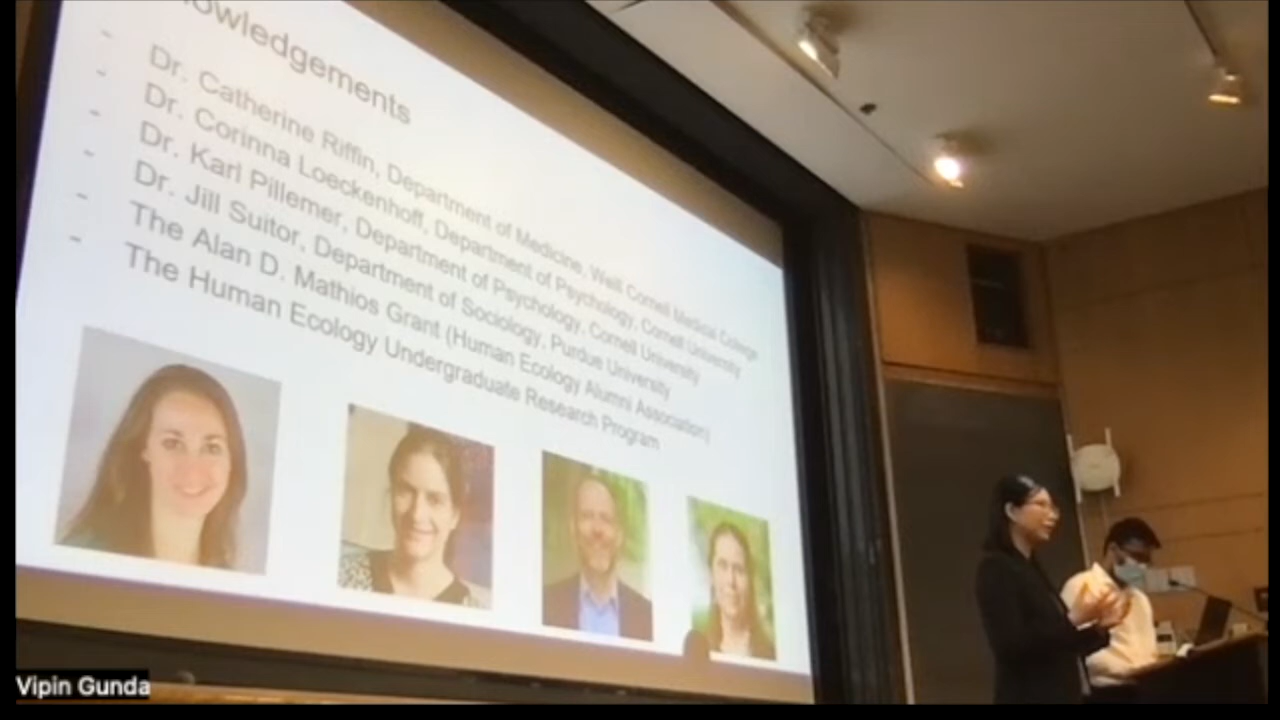 nowledgements
- Dr. Catherine Riffin, Department of Medicine, Weill Cornell Medical College
- Dr. Corinna Loeckenhoff, Department of Psychology, Cornell University
- Dr. Karl Pillemer, Department of Psychology, Cornell University
- Dr. Jill Suitor, Department of Sociology, Purdue University
- The Alan D. Mathios Grant (Human Ecology Alumni Association)
- The Human Ecology Undergraduate Research Program
Vipin Gunda